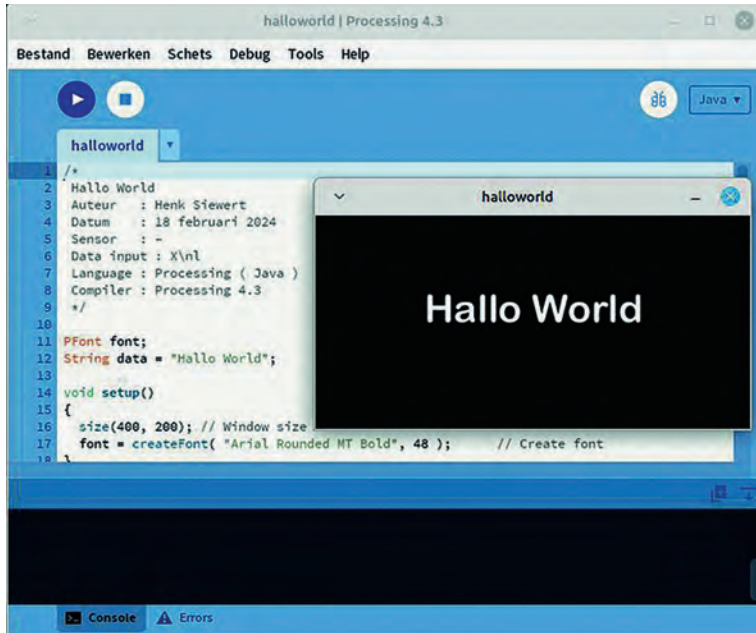 halloworld | Processing 4.3
Bestand Bewerken Schets Debug Tools Help
Java
halloworld
1 /*
2 Hallo World
3 Auteur : Henk Siewert
4 Datum : 18 februari 2024
5 Sensor : -
6 Data input : X\nl
7 Language : Processing ( Java )
8 Compiler : Processing 4.3
9 */
10
11 PFont font;
12 String data = "Hallo World";
13
14 void setup()
15 {
16 size(400, 200); // Window size
17 font = createFont( "Arial Rounded MT Bold", 48 ); // Create font
18 }
halloworld
Hallo World
Console Errors